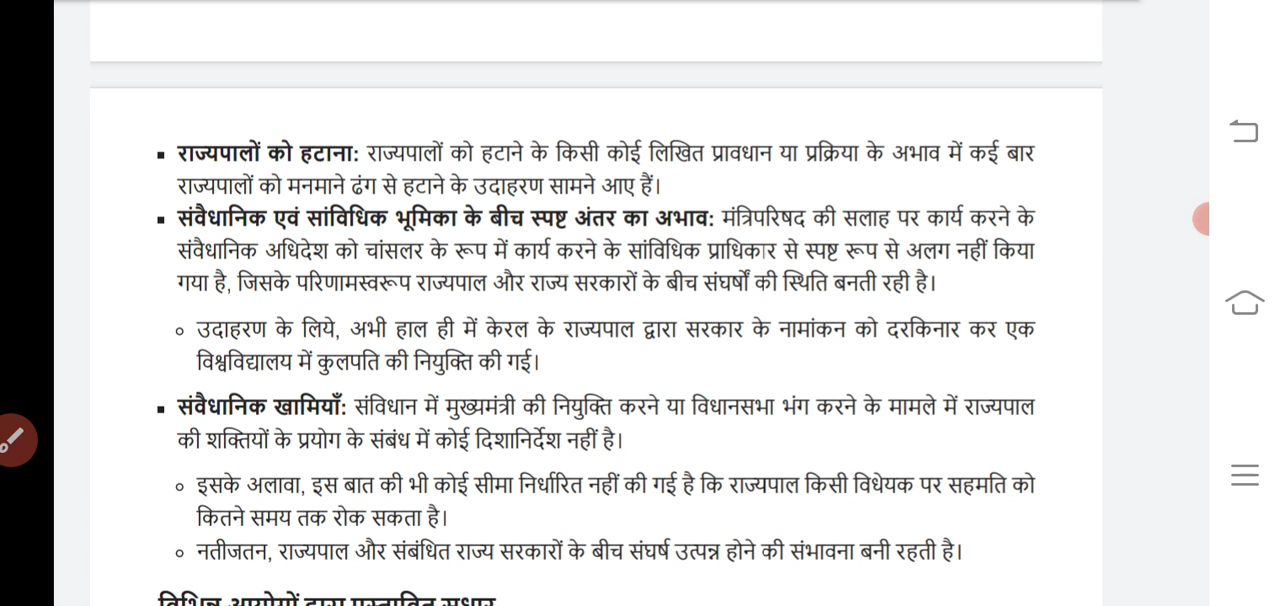 ▪ राज्यपालों को हटाना: राज्यपालों को हटाने के किसी कोई लिखित प्रावधान या प्रक्रिया के अभाव में कई बार
राज्यपालों को मनमाने ढंग से हटाने के उदाहरण सामने आए हैं।
▪ संवैधानिक एवं सांविधिक भूमिका के बीच स्पष्ट अंतर का अभाव: मंत्रिपरिषद की सलाह पर कार्य करने के
संवैधानिक अधिदेश को चांसलर के रूप में कार्य करने के सांविधिक प्राधिकार से स्पष्ट रूप से अलग नहीं किया
गया है, जिसके परिणामस्वरूप राज्यपाल और राज्य सरकारों के बीच संघर्षों की स्थिति बनती रही है।
○ उदाहरण के लिये, अभी हाल ही में केरल के राज्यपाल द्वारा सरकार के नामांकन को दरकिनार कर एक
विश्वविद्यालय में कुलपति की नियुक्ति की गई।
▪ संवैधानिक खामियाँ: संविधान में मुख्यमंत्री की नियुक्ति करने या विधानसभा भंग करने के मामले में राज्यपाल
की शक्तियों के प्रयोग के संबंध में कोई दिशानिर्देश नहीं है।
○ इसके अलावा, इस बात की भी कोई सीमा निर्धारित नहीं की गई है कि राज्यपाल किसी विधेयक पर सहमति को
कितने समय तक रोक सकता है।
○ नतीजतन, राज्यपाल और संबंधित राज्य सरकारों के बीच संघर्ष उत्पन्न होने की संभावना बनी रहती है।
विभिन्न आयोगों द्वारा प्रस्तावित सुधार